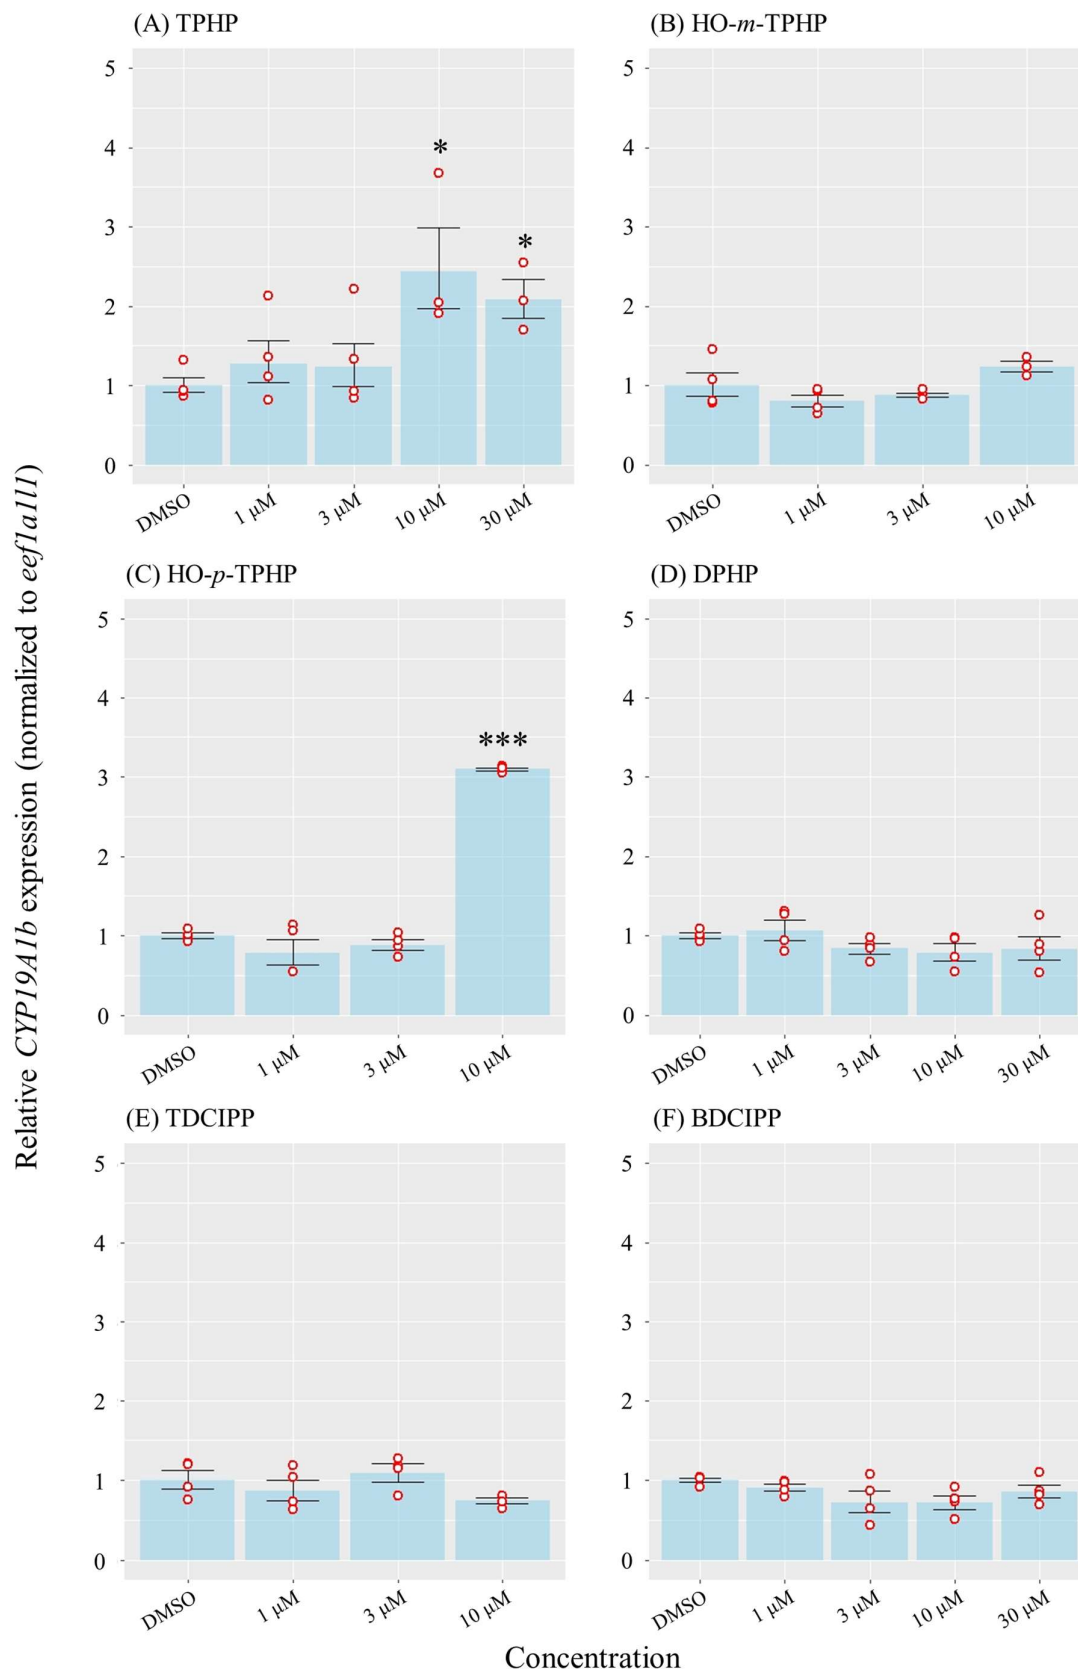 (A) TPHP
5
4
3
2
1
0
*
*
DMSO
1 µM
3 µM
10 µM
30 µM
(B) HO-m-TPHP
5
4
3
2
1
0
DMSO
1 µM
3 µM
10 µM
Relative CYP19A1b expression (normalized to eef1a1l1)
(C) HO-p-TPHP
5
4
3
2
1
0
***
DMSO
1 µM
3 µM
10 µM
(D) DPHP
5
4
3
2
1
0
DMSO
1 µM
3 µM
10 µM
30 µM
(E) TDCIPP
5
4
3
2
1
0
DMSO
1 µM
3 µM
10 µM
(F) BDCIPP
5
4
3
2
1
0
DMSO
1 µM
3 µM
10 µM
30 µM
Concentration